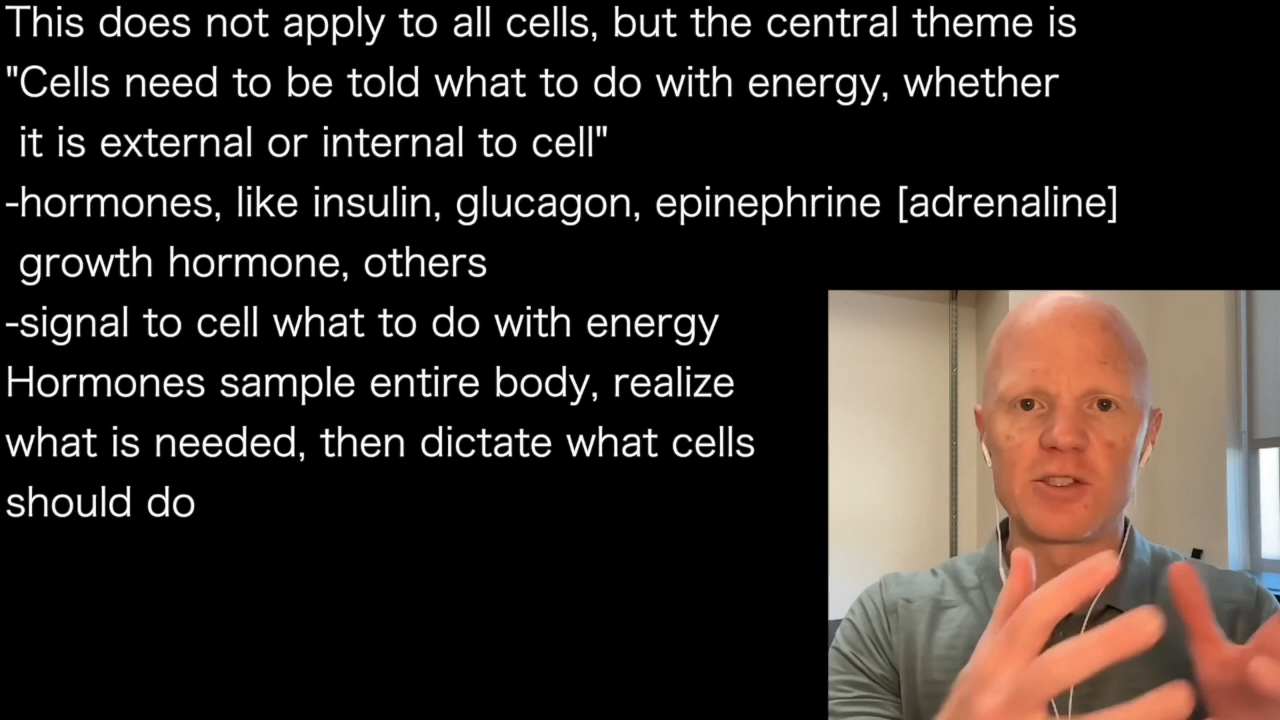 This does not apply to all cells, but the central theme is
"Cells need to be told what to do with energy, whether
it is external or internal to cell"
-hormones, like insulin, glucagon, epinephrine [adrenaline]
growth hormone, others
-signal to cell what to do with energy
Hormones sample entire body, realize
what is needed, then dictate what cells
should do